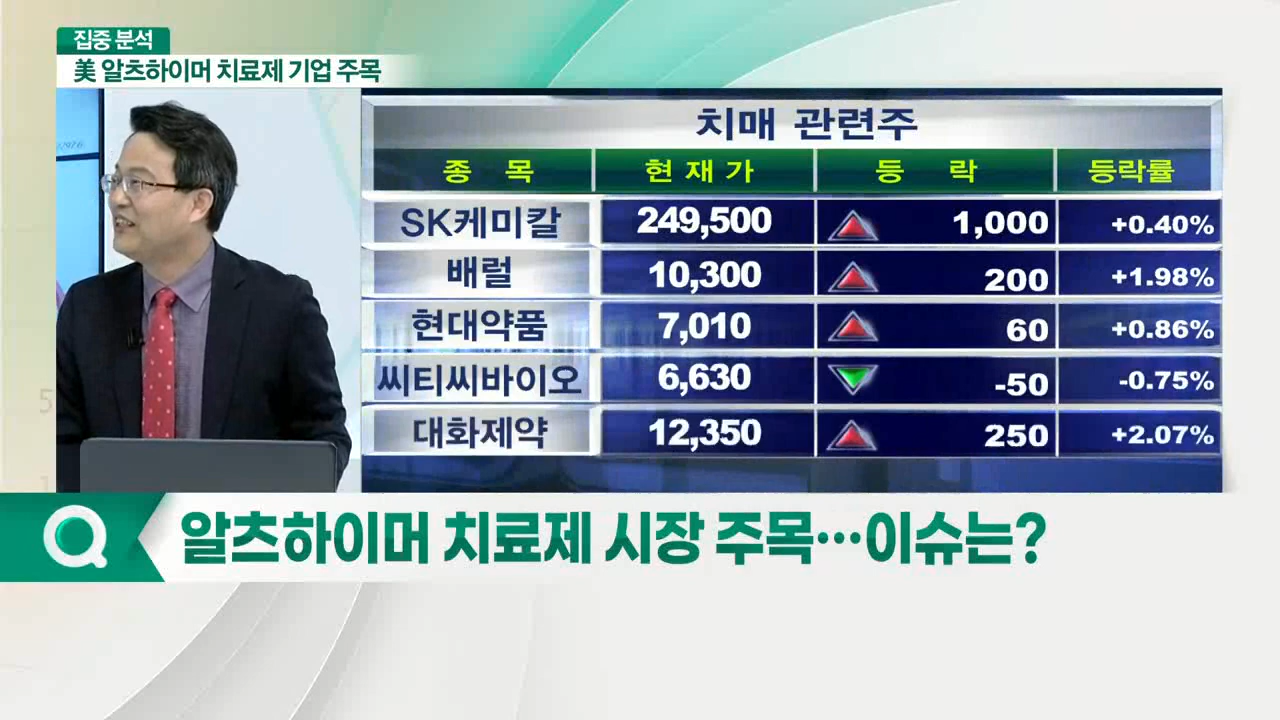 집중 분석
美 알츠하이머 치료제 기업 주목
치매 관련주
종 목 현재가 등 락 등락률
SK케미칼 249,500 1,000 +0.40%
배럴 10,300 200 +1.98%
현대약품 7,010 60 +0.86%
씨티씨바이오 6,630 -50 -0.75%
대화제약 12,350 250 +2.07%
알츠하이머 치료제 시장 주목…이슈는?